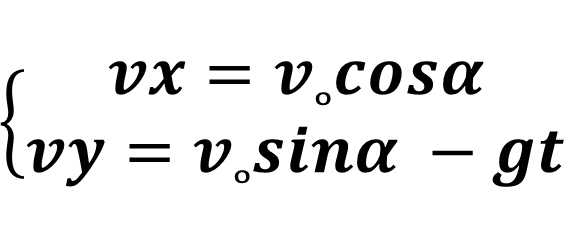 vx = v₀cosα
vy = v₀sinα − gt